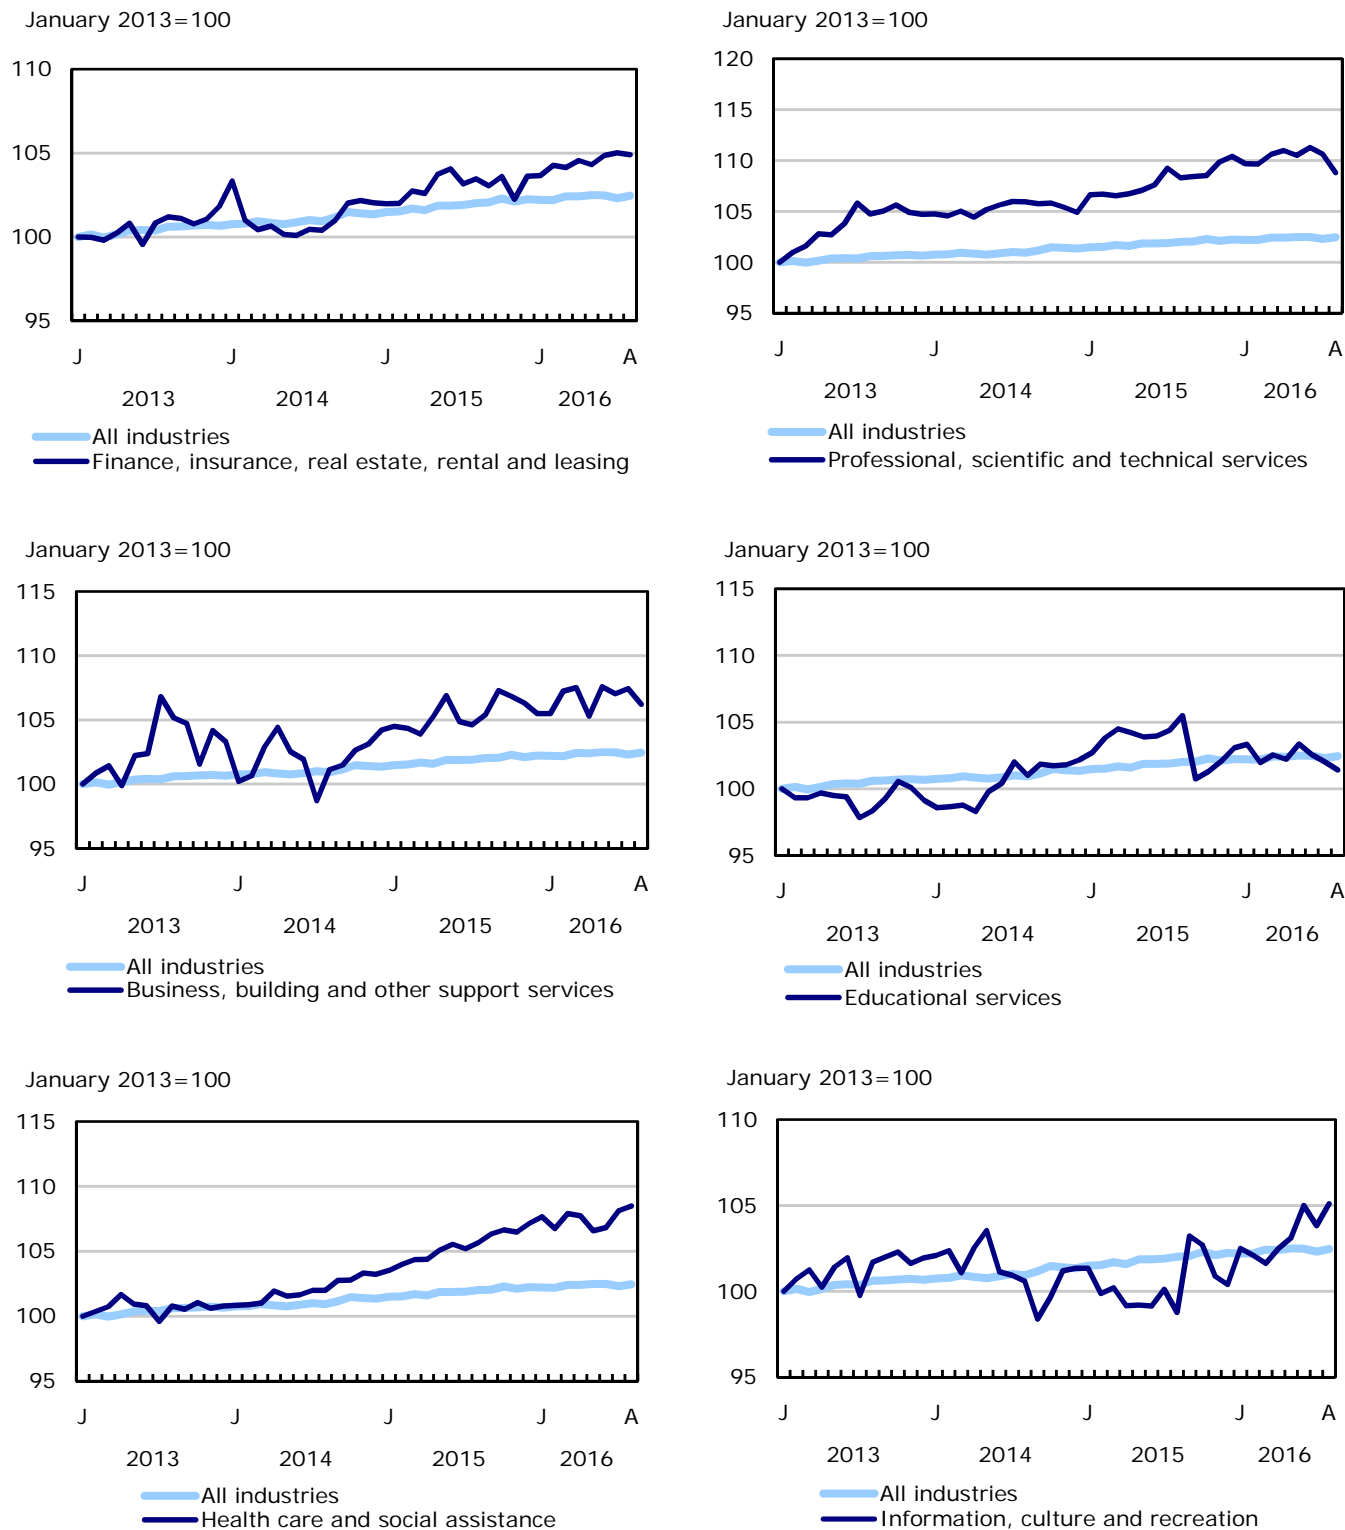 January 2013=100
110
105
100
95
J J J J A
2013 2014 2015 2016
All industries
Finance, insurance, real estate, rental and leasing
January 2013=100
120
115
110
105
100
95
J J J J A
2013 2014 2015 2016
All industries
Professional, scientific and technical services
January 2013=100
115
110
105
100
95
J J J J A
2013 2014 2015 2016
All industries
Business, building and other support services
January 2013=100
115
110
105
100
95
J J J J A
2013 2014 2015 2016
All industries
Educational services
January 2013=100
115
110
105
100
95
J J J J A
2013 2014 2015 2016
All industries
Health care and social assistance
January 2013=100
110
105
100
95
J J J J A
2013 2014 2015 2016
All industries
Information, culture and recreation